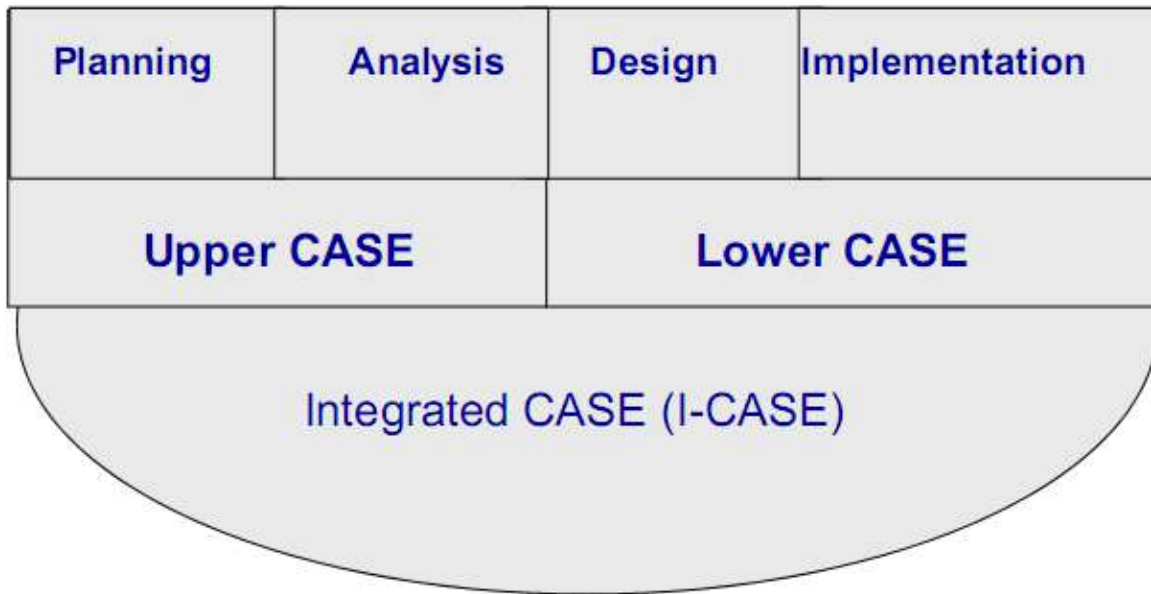 Planning Analysis Design Implementation
Upper CASE Lower CASE
Integrated CASE (I-CASE)